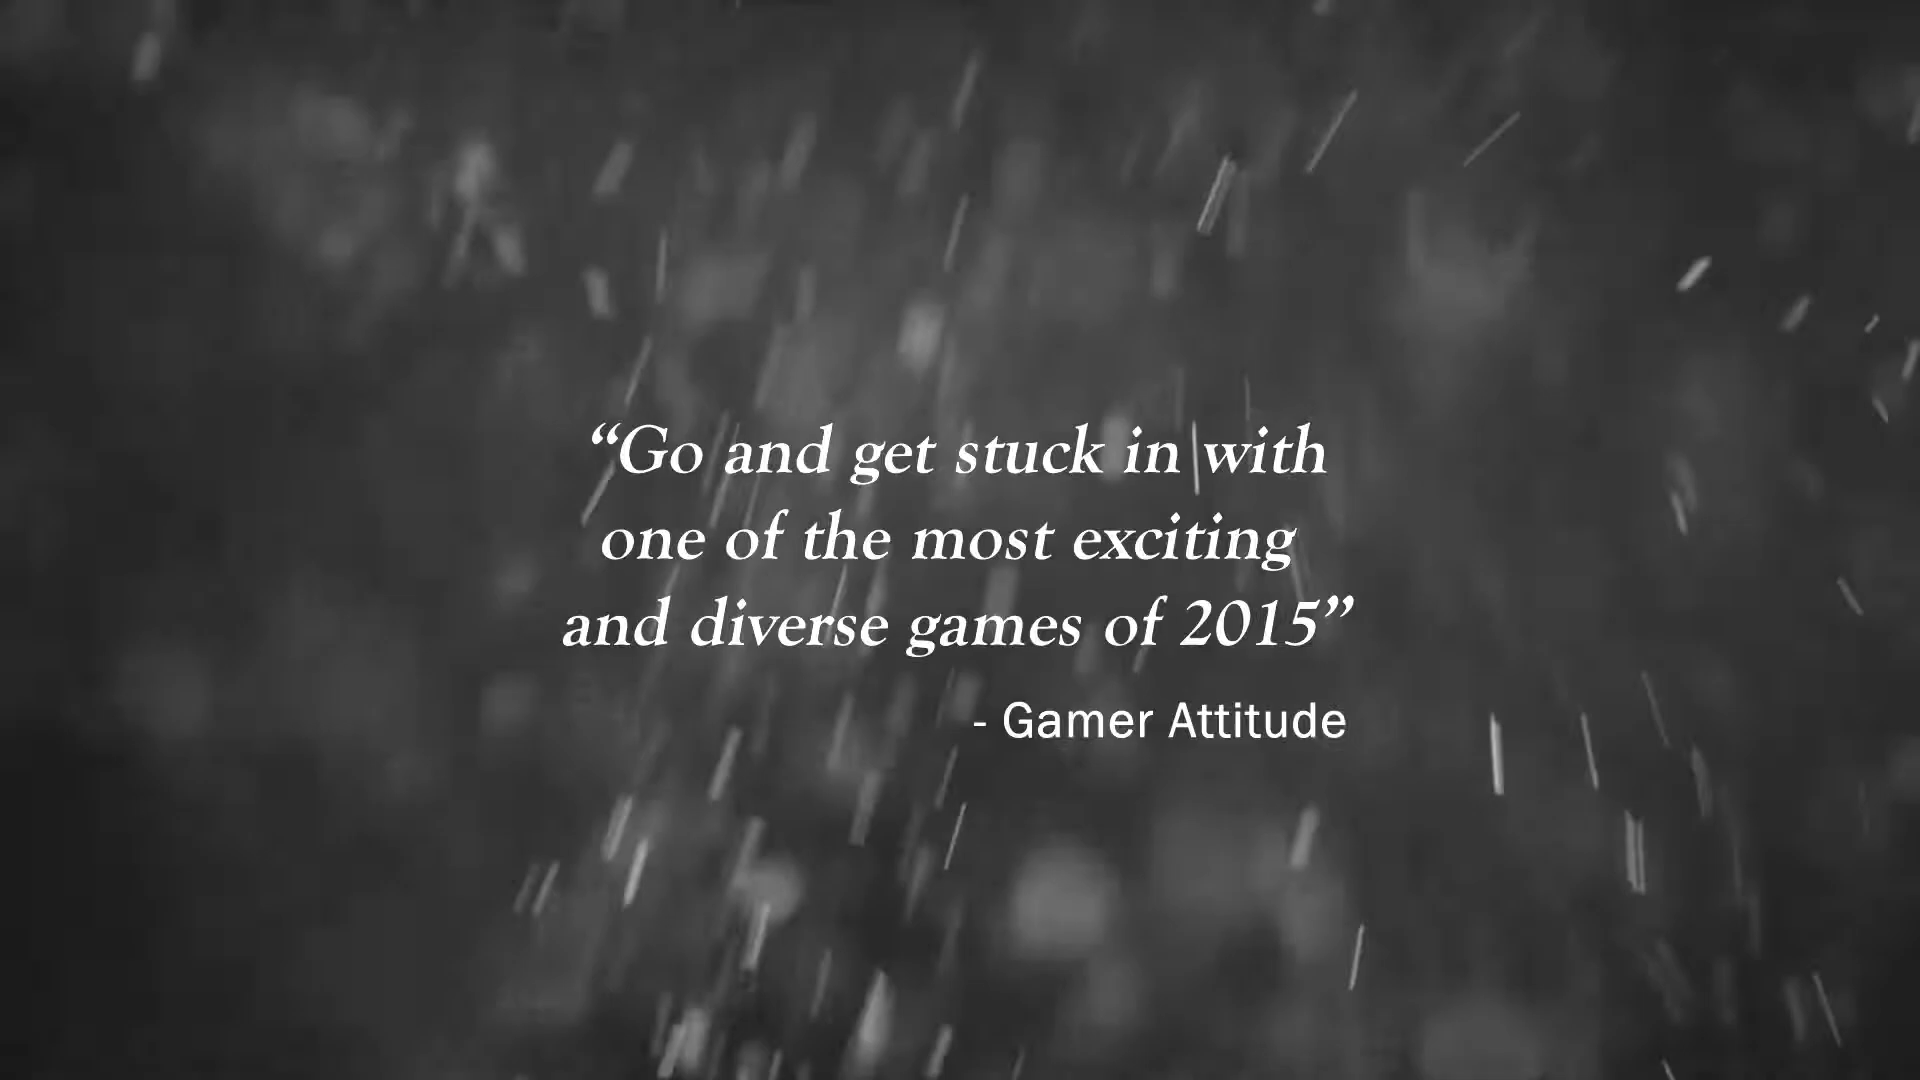 “Go and get stuck in with
one of the most exciting
and diverse games of 2015”
- Gamer Attitude